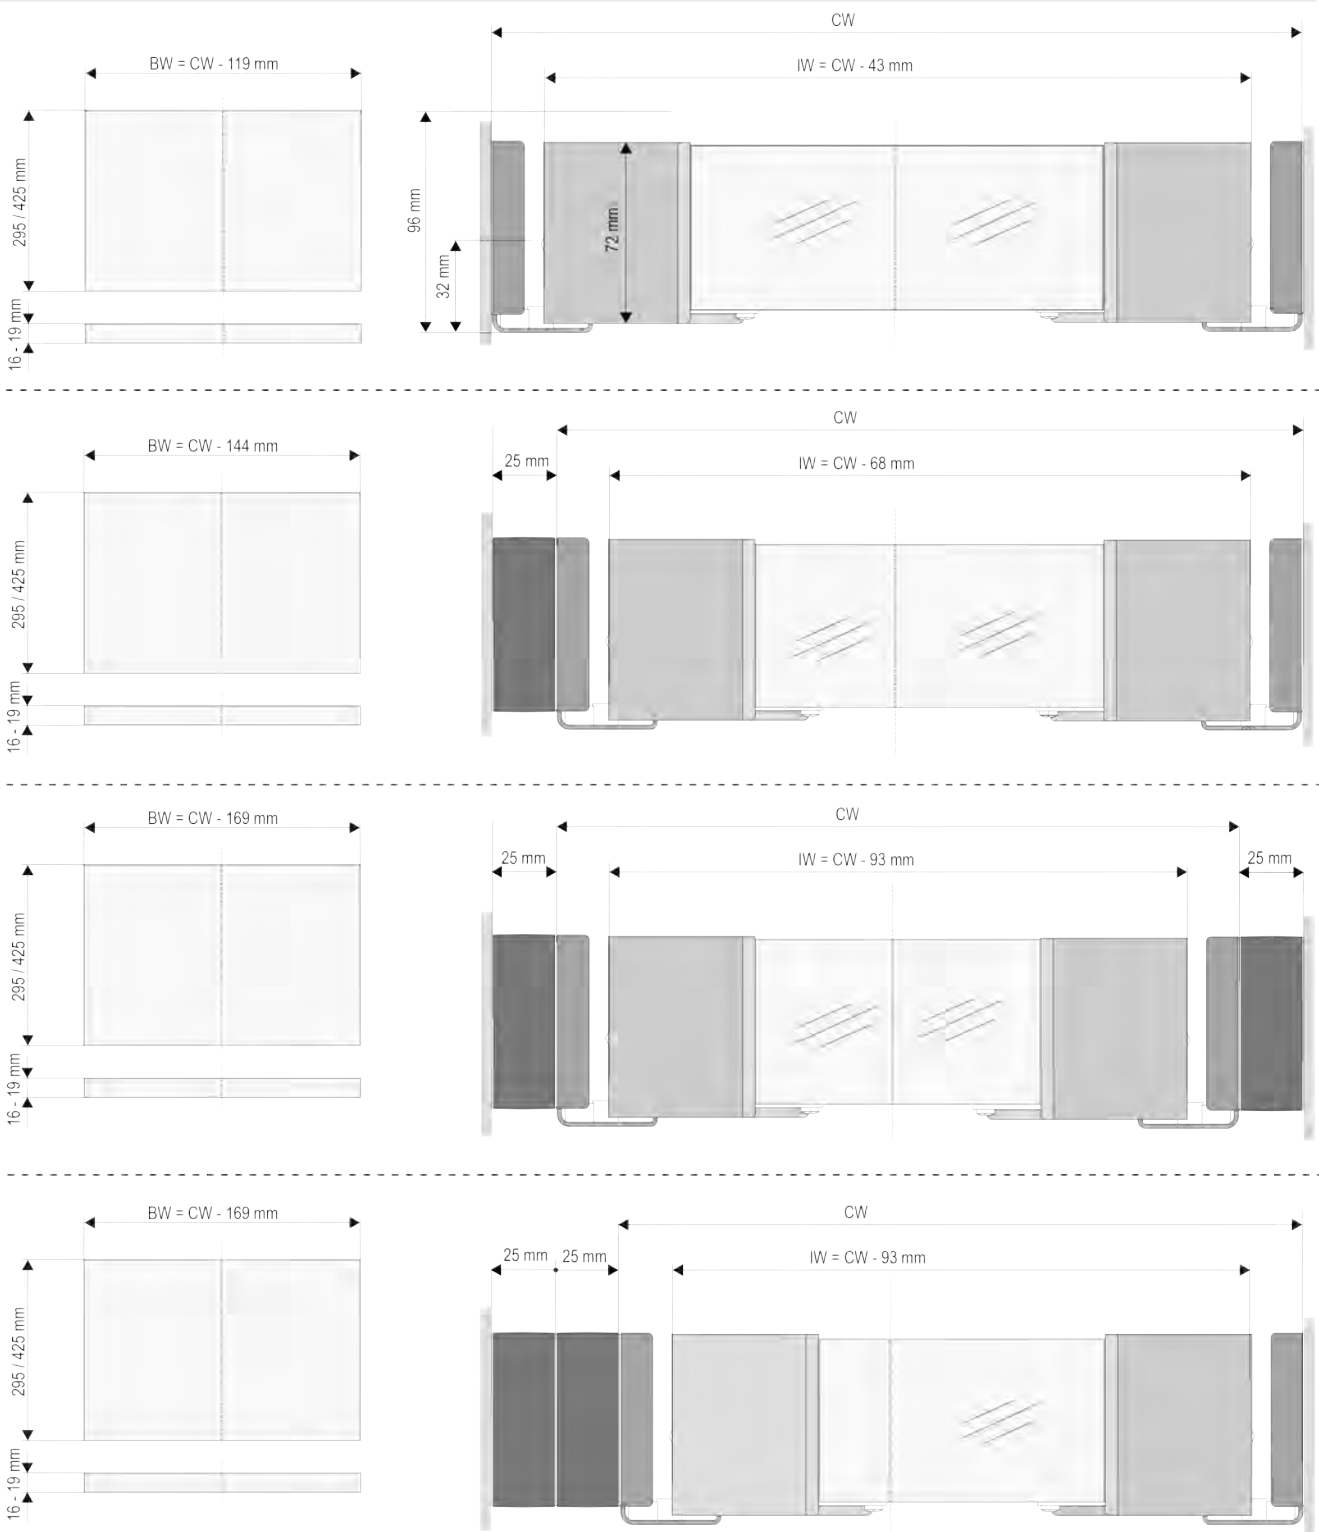 CW
BW = CW - 119 mm
IW = CW - 43 mm
295 / 425 mm
96 mm
72 mm
32 mm
16 - 19 mm
CW
BW = CW - 144 mm
25 mm
IW = CW - 68 mm
295 / 425 mm
16 - 19 mm
CW
BW = CW - 169 mm
25 mm
IW = CW - 93 mm
25 mm
295 / 425 mm
16 - 19 mm
CW
BW = CW - 169 mm
25 mm
25 mm
IW = CW - 93 mm
295 / 425 mm
16 - 19 mm